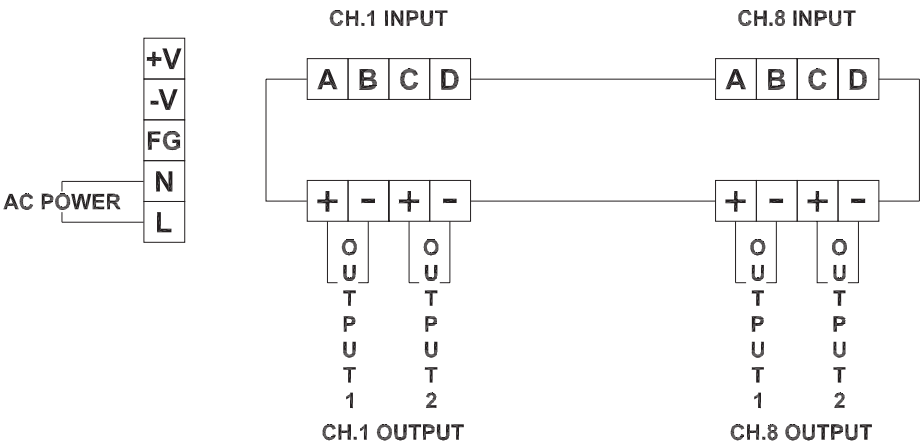 CH.1 INPUT
CH.8 INPUT
+V
-V
FG
N
L
AC POWER
A B C D
A B C D
+ - + -
+ - + -
OUTPUT 1
OUTPUT 2
OUTPUT 1
OUTPUT 2
CH.1 OUTPUT
CH.8 OUTPUT